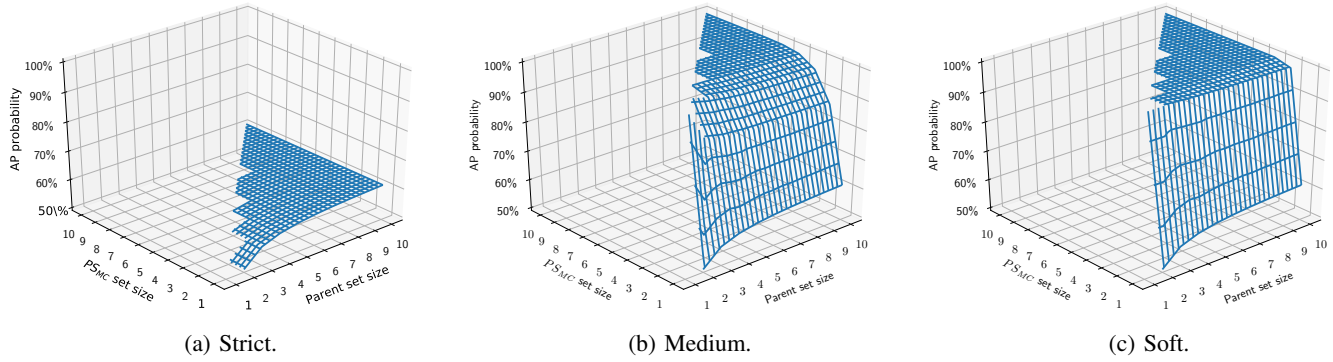 100%
90%
80%
70%
60%
50\%
AP probability
10 9 8 7 6 5 4 3 2 1
PS_MC set size
1 2 3 4 5 6 7 8 9 10
Parent set size
(a) Strict.
100%
90%
80%
70%
60%
50%
AP probability
10 9 8 7 6 5 4 3 2 1
PS_MC set size
1 2 3 4 5 6 7 8 9 10
Parent set size
(b) Medium.
100%
90%
80%
70%
60%
50%
AP probability
10 9 8 7 6 5 4 3 2 1
PS_MC set size
1 2 3 4 5 6 7 8 9 10
Parent set size
(c) Soft.